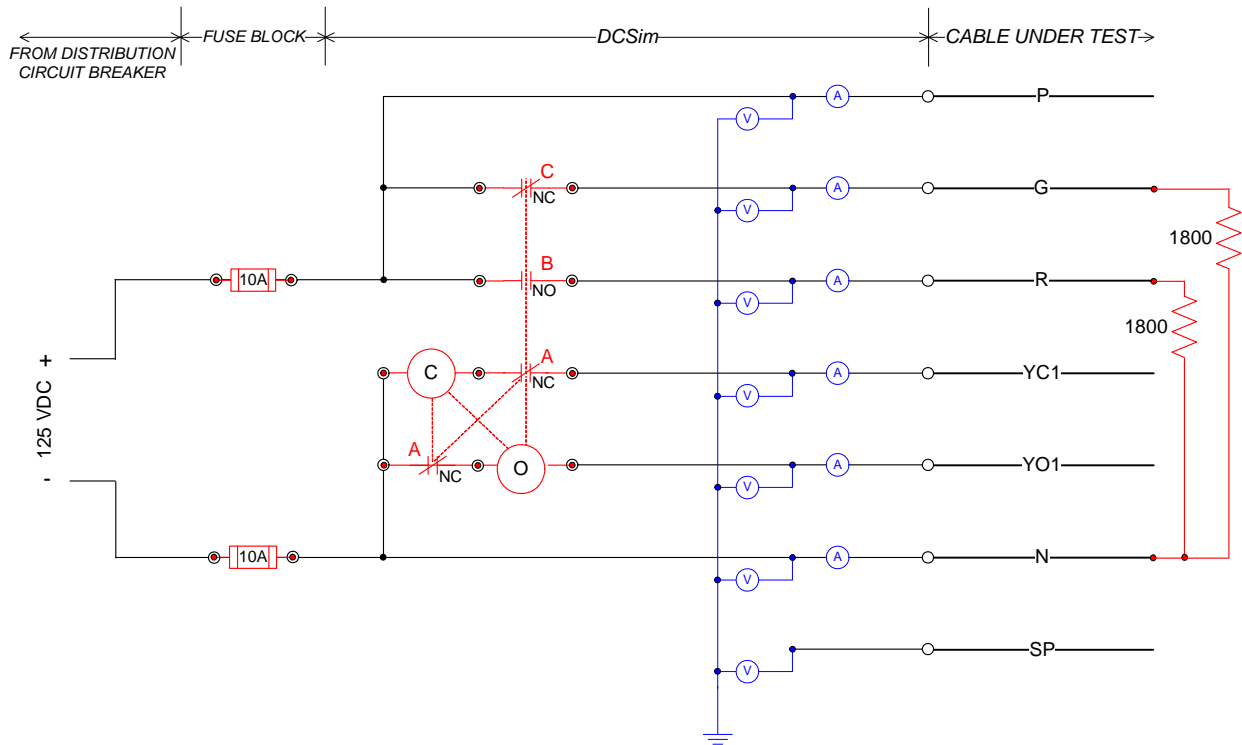 FROM DISTRIBUTION
CIRCUIT BREAKER
FUSE BLOCK
DCSim
CABLE UNDER TEST
A
P
V
C
NC
A
G
V
1800
B
10A
NO
A
R
V
1800
+
125 VDC
-
C
A
NC
A
YC1
V
A
NC
O
A
YO1
V
10A
A
N
V
SP
V